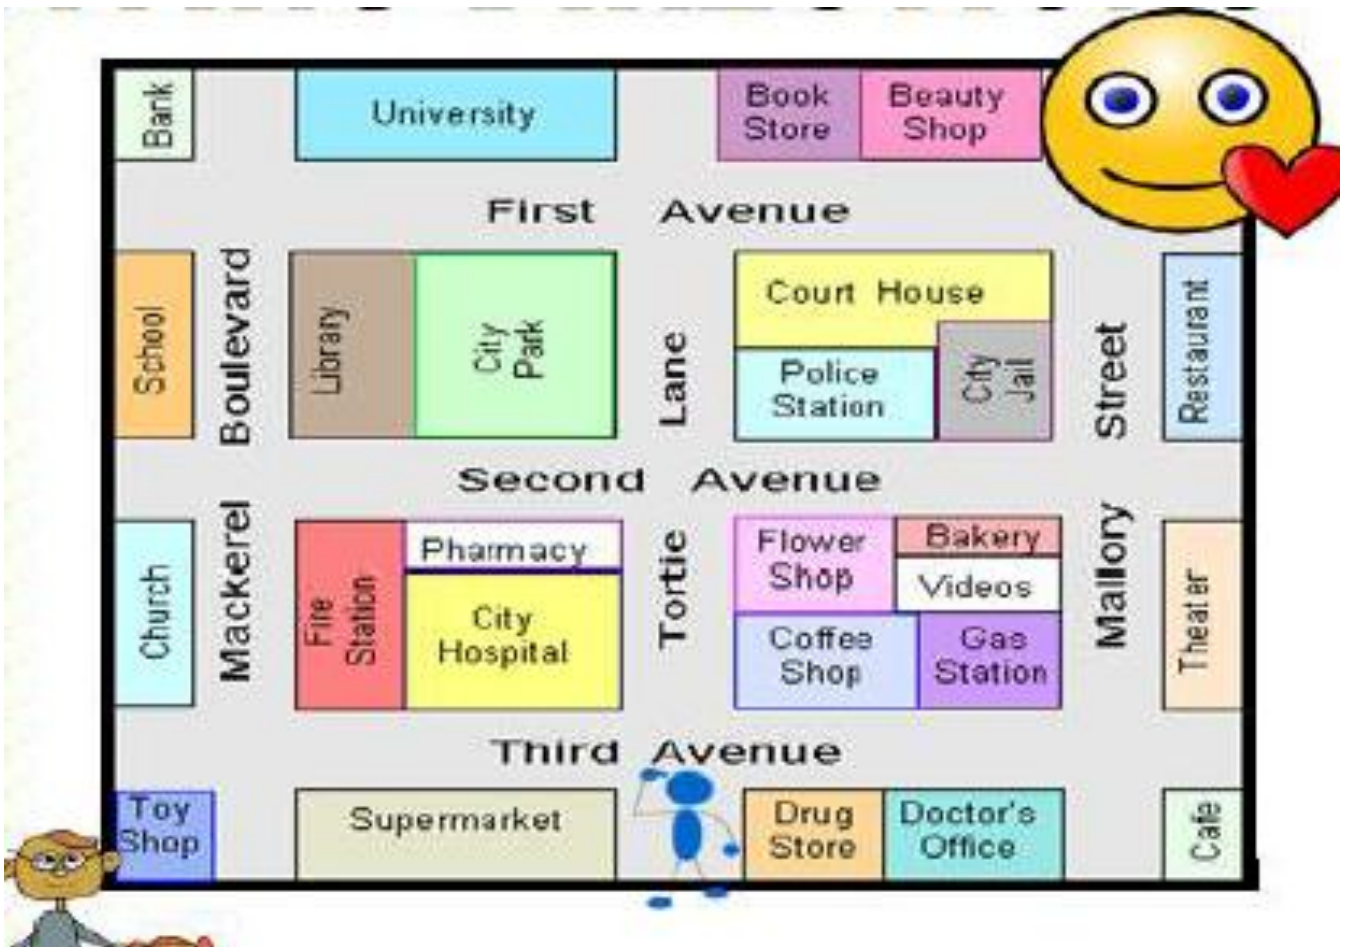 Bank
University
Book
Store
Beauty
Shop
First Avenue
School
Boulevard
Library
City
Park
Lane
Court House
Police
Station
City
Jail
Street
Restaurant
Second Avenue
Church
Mackerel
Fire
Station
Pharmacy
City
Hospital
Tortie
Flower
Shop
Bakery
Videos
Coffee
Shop
Gas
Station
Mallory
Theater
Third Avenue
Toy
Shop
Supermarket
Drug
Store
Doctor's
Office
Cafe